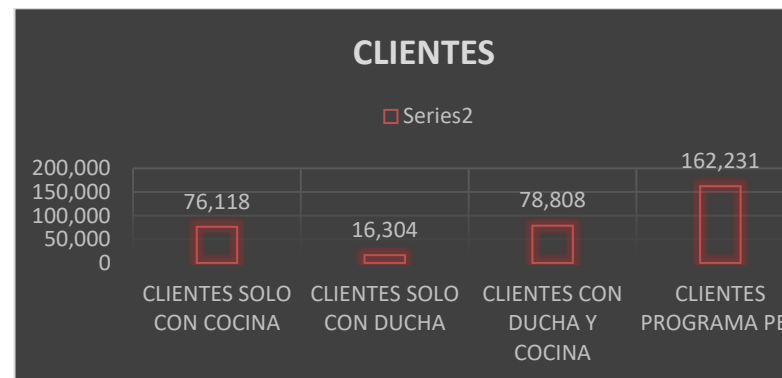 CLIENTES
Series2
200,000
150,000
100,000
50,000
0
76,118
16,304
78,808
162,231
CLIENTES SOLO
CON COCINA
CLIENTES SOLO
CON DUCHA
CLIENTES CON
DUCHA Y
COCINA
CLIENTES
PROGRAMA